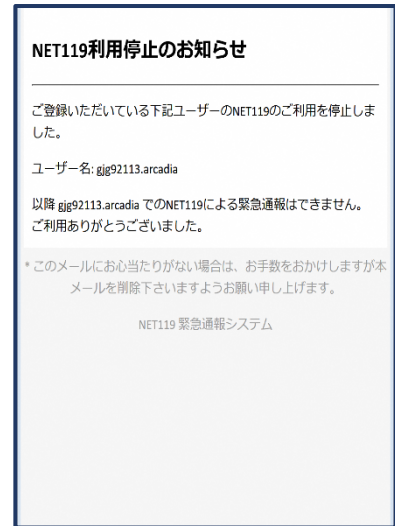 NET119利用停止のお知らせ
ご登録いただいている下記ユーザーのNET119のご利用を停止しま
した。
ユーザー名: gjg92113.arcadia
以降 gjg92113.arcadia でのNET119による緊急通報はできません。
ご利用ありがとうございました。
* このメールにお心当たりがない場合は、お手数をおかけしますが本
メールを削除下さいますようお願い申し上げます。
NET119 緊急通報システム